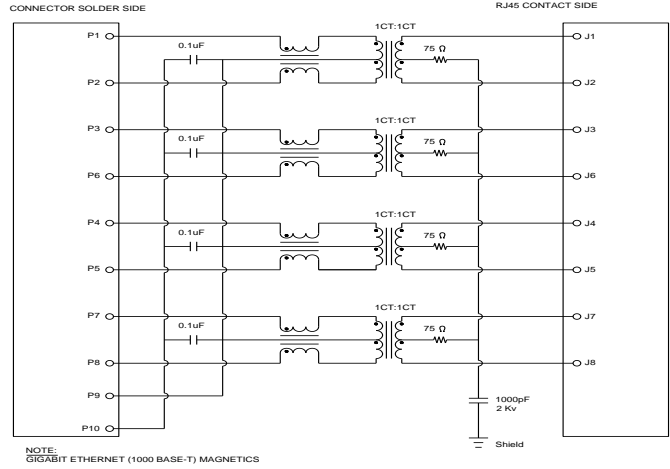 CONNECTOR SOLDER SIDE
RJ45 CONTACT SIDE
1CT:1CT
P1
0.1uF
75 Ω
J1
P2
J2
1CT:1CT
P3
0.1uF
75 Ω
J3
P6
J6
1CT:1CT
P4
0.1uF
75 Ω
J4
P5
J5
1CT:1CT
P7
0.1uF
75 Ω
J7
P8
J8
P9
1000pF
2 Kv
P10
Shield
NOTE:
GIGABIT ETHERNET (1000 BASE-T) MAGNETICS